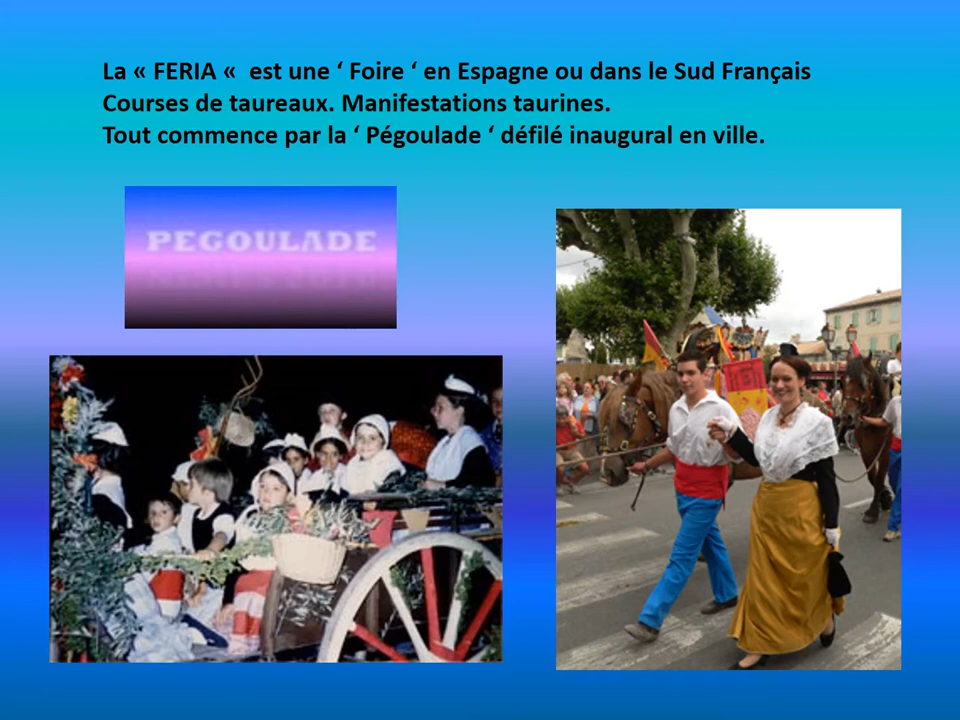 La « FERIA «  est une ‘ Foire ‘ en Espagne ou dans le Sud Français
Courses de taureaux. Manifestations taurines.
Tout commence par la ‘ Pégoulade ‘ défilé inaugural en ville.
PEGOULADE